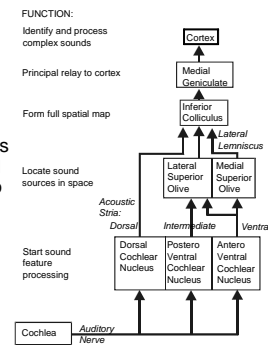 FUNCTION:
Identify and process
complex sounds
Cortex
Principal relay to cortex
Medial
Geniculate
Form full spatial map
Inferior
Colliculus
Lateral
Lemniscus
s
Locate sound
sources in space
Lateral
Superior
Olive
Medial
Superior
Olive
Acoustic
Stria:
Dorsal
Intermediate
Ventra
Start sound
feature
processing
Dorsal
Cochlear
Nucleus
Postero
Ventral
Cochlear
Nucleus
Antero
Ventral
Cochlear
Nucleus
Cochlea
Auditory
Nerve